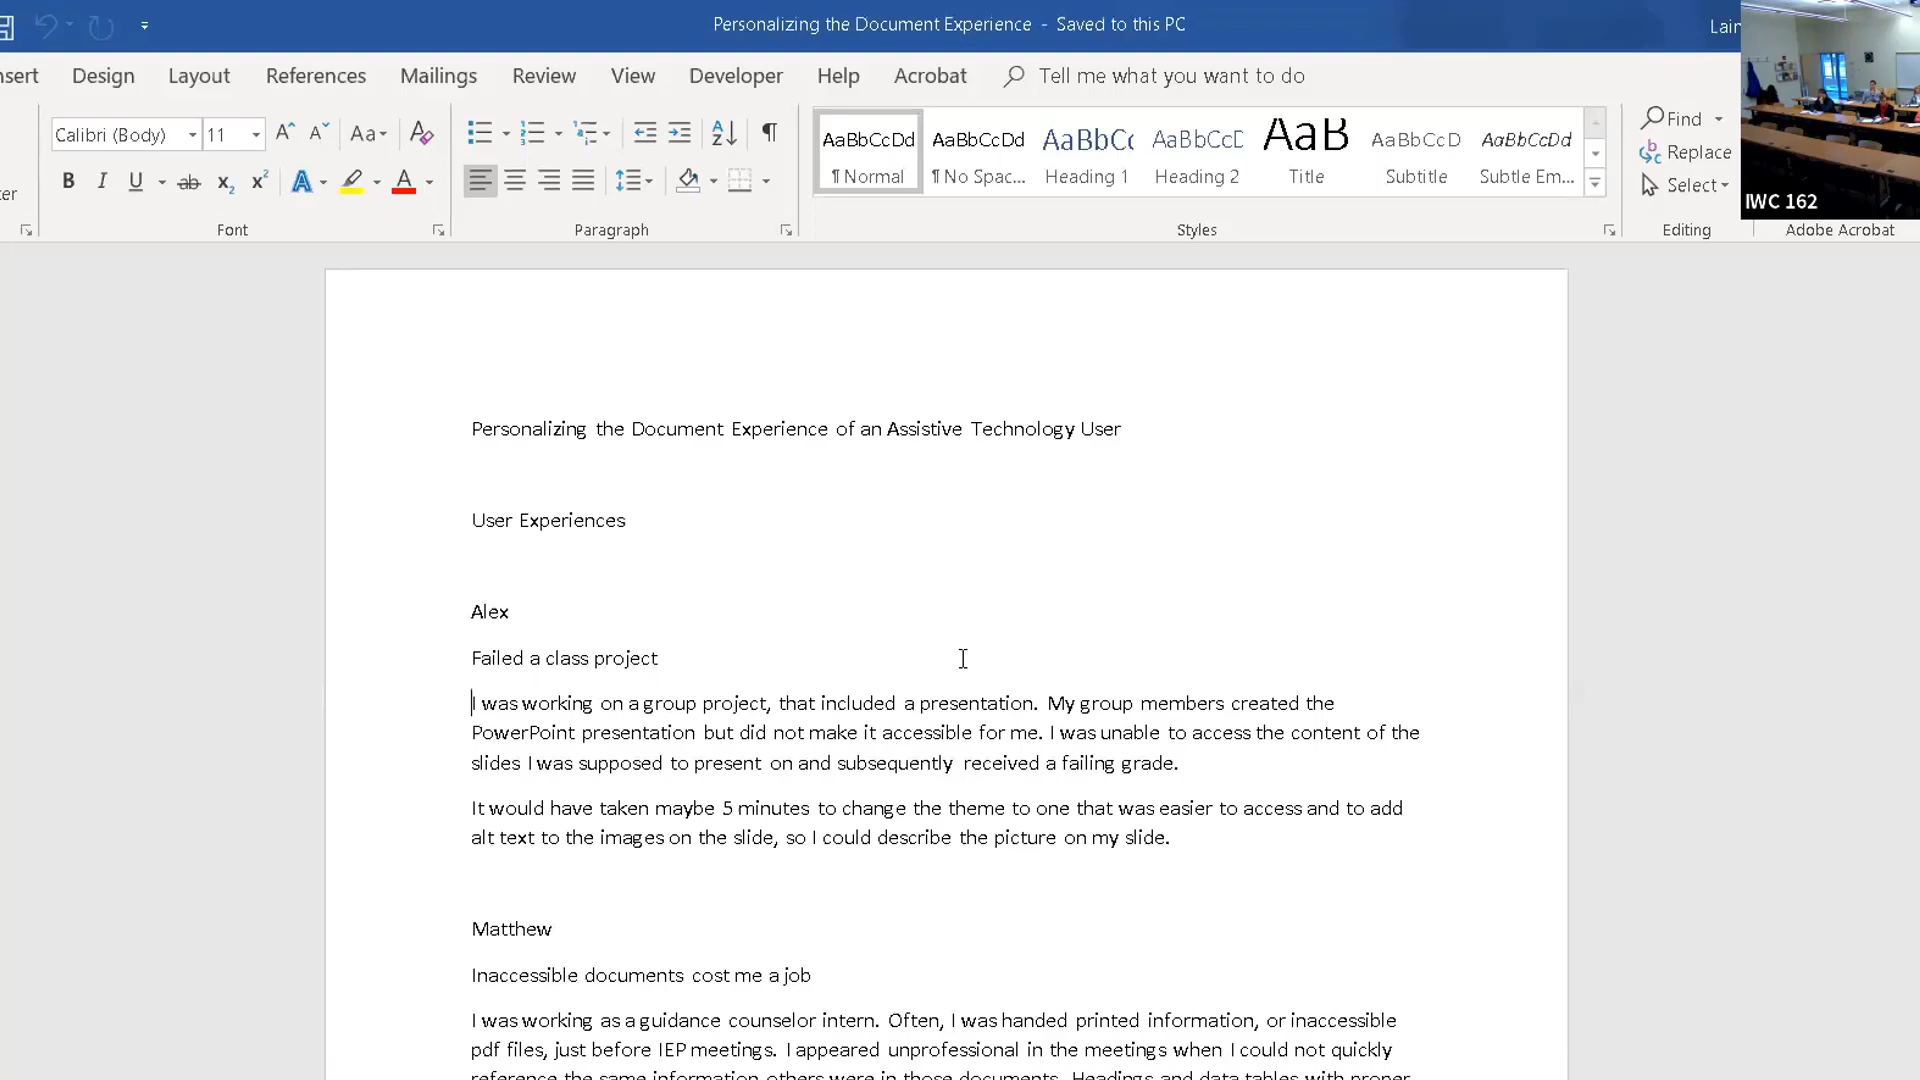 Personalizing the Document Experience - Saved to this PC
Lain
nsert Design Layout References Mailings Review View Developer Help Acrobat Tell me what you want to do
Calibri (Body) 11 Aa
AaBbCcDd AaBbCcDd AaBbCc AaBbCcD AaB AaBbCcD AaBbCcDd
¶ Normal ¶ No Spac... Heading 1 Heading 2 Title Subtitle Subtle Em...
Find
Replace
Select
IWC 162
ter
Font Paragraph Styles Editing Adobe Acrobat
Personalizing the Document Experience of an Assistive Technology User
User Experiences
Alex
Failed a class project
I was working on a group project, that included a presentation. My group members created the
PowerPoint presentation but did not make it accessible for me. I was unable to access the content of the
slides I was supposed to present on and subsequently received a failing grade.
It would have taken maybe 5 minutes to change the theme to one that was easier to access and to add
alt text to the images on the slide, so I could describe the picture on my slide.
Matthew
Inaccessible documents cost me a job
I was working as a guidance counselor intern. Often, I was handed printed information, or inaccessible
pdf files, just before IEP meetings. I appeared unprofessional in the meetings when I could not quickly
reference the same information others were in those documents. Headings and data tables with proper